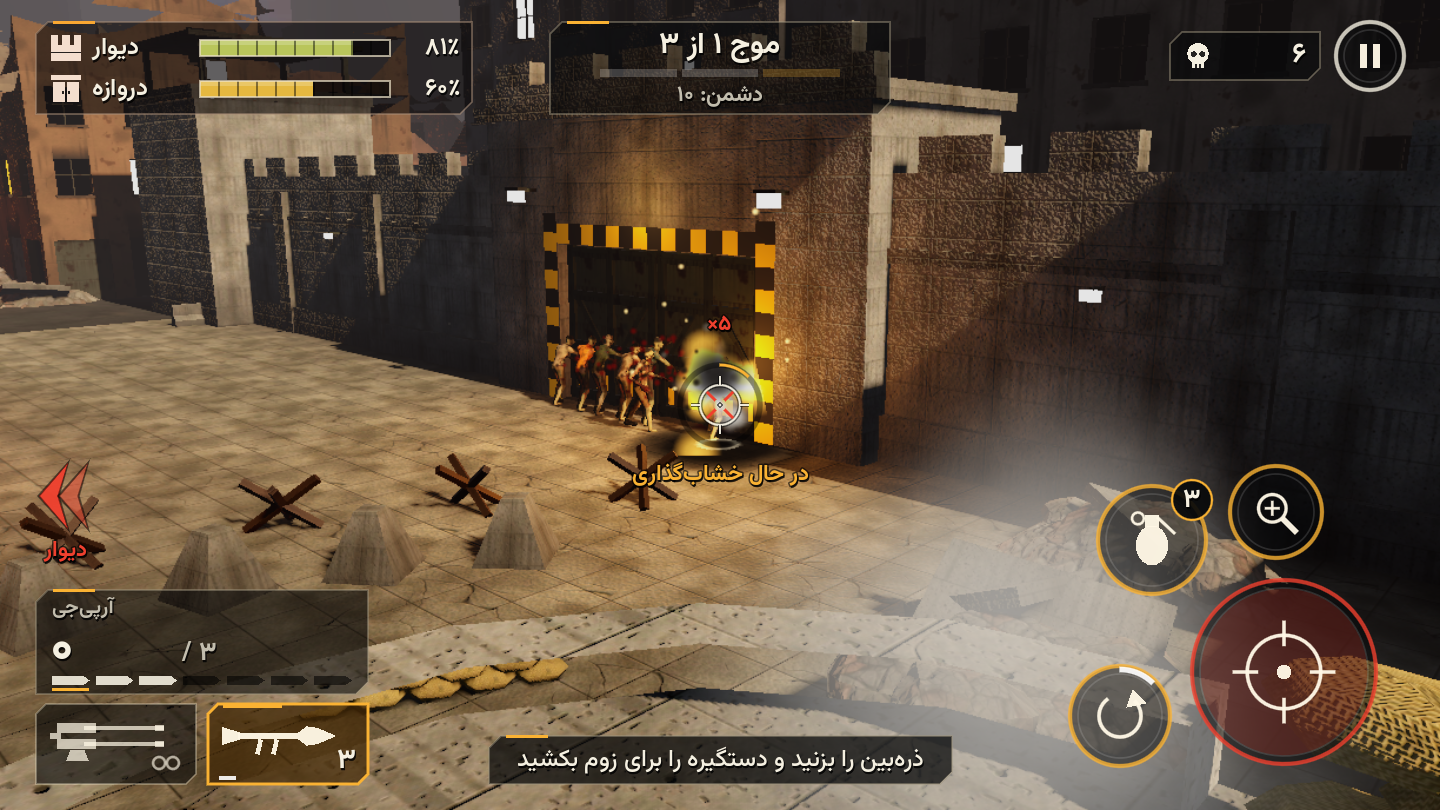 دیوار ۸۱٪
دروازه ۶۰٪
موج ۱ از ۳
دشمن: ۱۰
۶
×۵
در حال خشاب‌گذاری
دیوار
۳
آرپی‌جی
۰ / ۳
∞
۳
ذره‌بین را بزنید و دستگیره را برای زوم بکشید